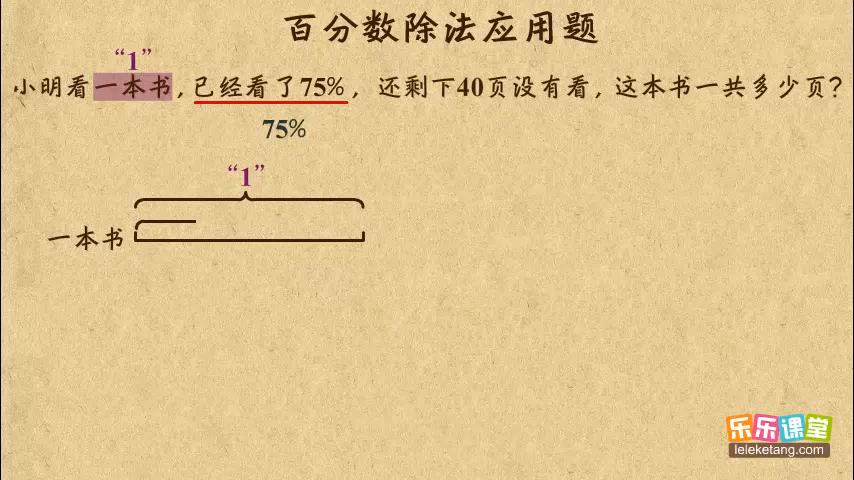 百分数除法应用题
“1”
小明看一本书，已经看了75%，还剩下40页没有看，这本书一共多少页？
75%
“1”
一本书
乐乐课堂
leleketang.com